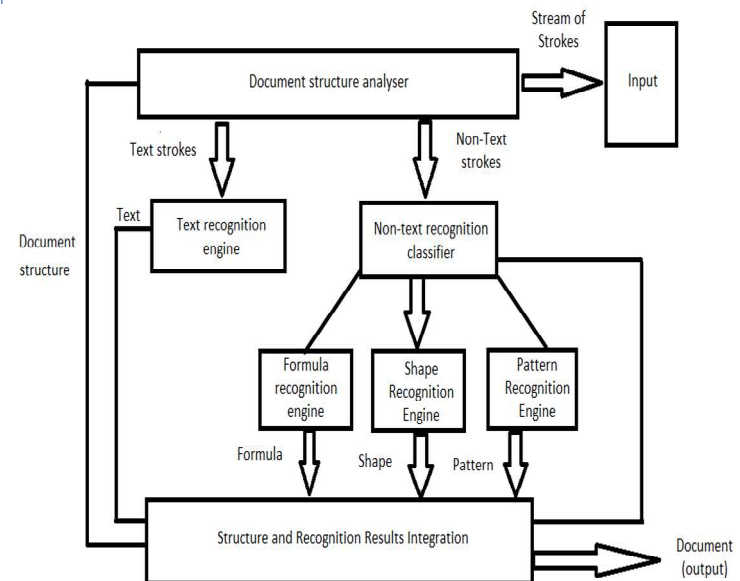 Stream of
Strokes
Document structure analyser
Input
Text strokes
Non-Text
strokes
Text
Text recognition
engine
Non-text recognition
classifier
Document
structure
Formula
recognition
engine
Shape
Recognition
Engine
Pattern
Recognition
Engine
Formula
Shape
Pattern
Structure and Recognition Results Integration
Document
(output)